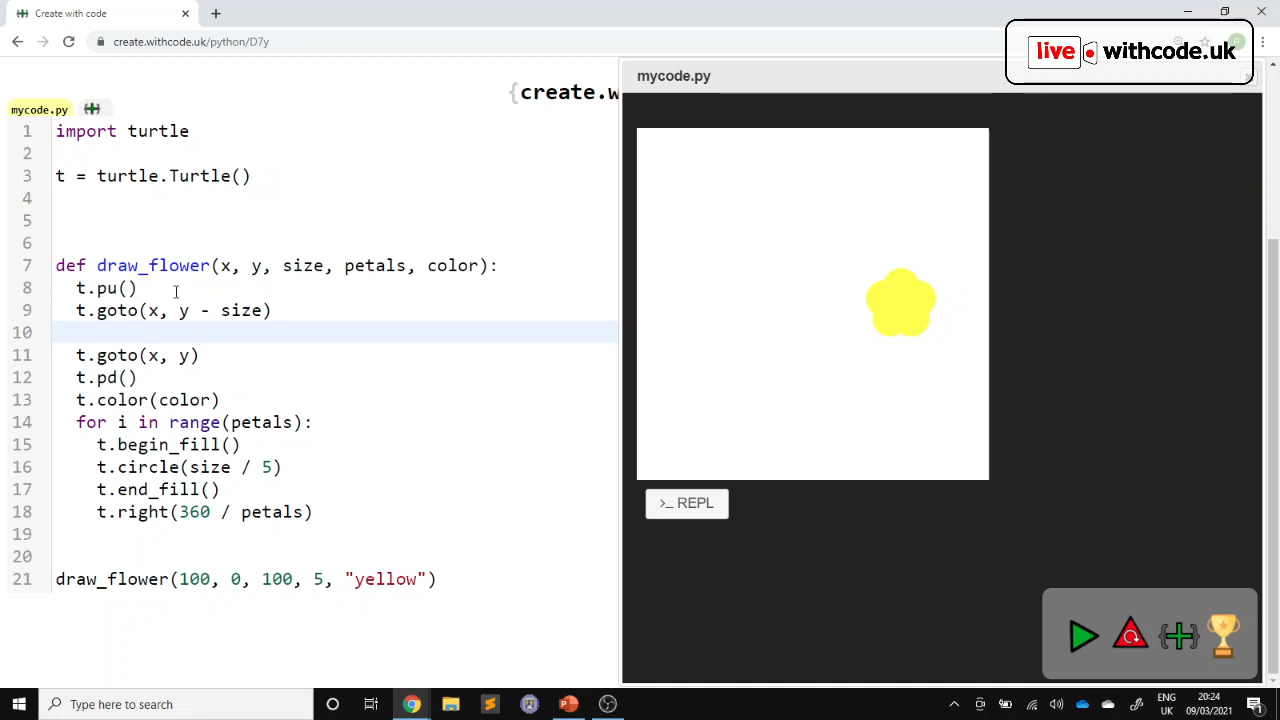 Create with code
create.withcode.uk/python/D7y
live withcode.uk
mycode.py
{create.w
mycode.py
1 import turtle
2
3 t = turtle.Turtle()
4
5
6
7 def draw_flower(x, y, size, petals, color):
8 t.pu()
9 t.goto(x, y - size)
10
11 t.goto(x, y)
12 t.pd()
13 t.color(color)
14 for i in range(petals):
15 t.begin_fill()
16 t.circle(size / 5)
17 t.end_fill()
18 t.right(360 / petals)
19
20
21 draw_flower(100, 0, 100, 5, "yellow")
>_ REPL
Type here to search
ENG
UK
20:24
09/03/2021